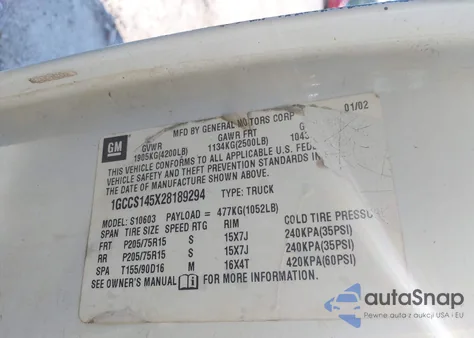 01/02
MFD BY GENERAL MOTORS CORP
GM
GVWR GAWR FRT G
1905KG(4200LB) 1134KG(2500LB) 104
THIS VEHICLE CONFORMS TO ALL APPLICABLE U.S. FEDE
VEHICLE SAFETY AND THEFT PREVENTION STANDARDS IN
THE DATE OF MANUFACTURE SHOWN ABOVE.
1GCCS145X28189294 TYPE: TRUCK
MODEL: S10603 PAYLOAD = 477KG(1052LB)
SPAN TIRE SIZE SPEED RTG RIM COLD TIRE PRESSU
FRT P205/75R15 S 15X7J 240KPA(35PSI)
RR P205/75R15 S 15X7J 240KPA(35PSI)
SPA T155/90D16 M 16X4T 420KPA(60PSI)
SEE OWNER'S MANUAL FOR MORE INFORMATION.
autoSnap
Pewne auta z aukcji USA i EU